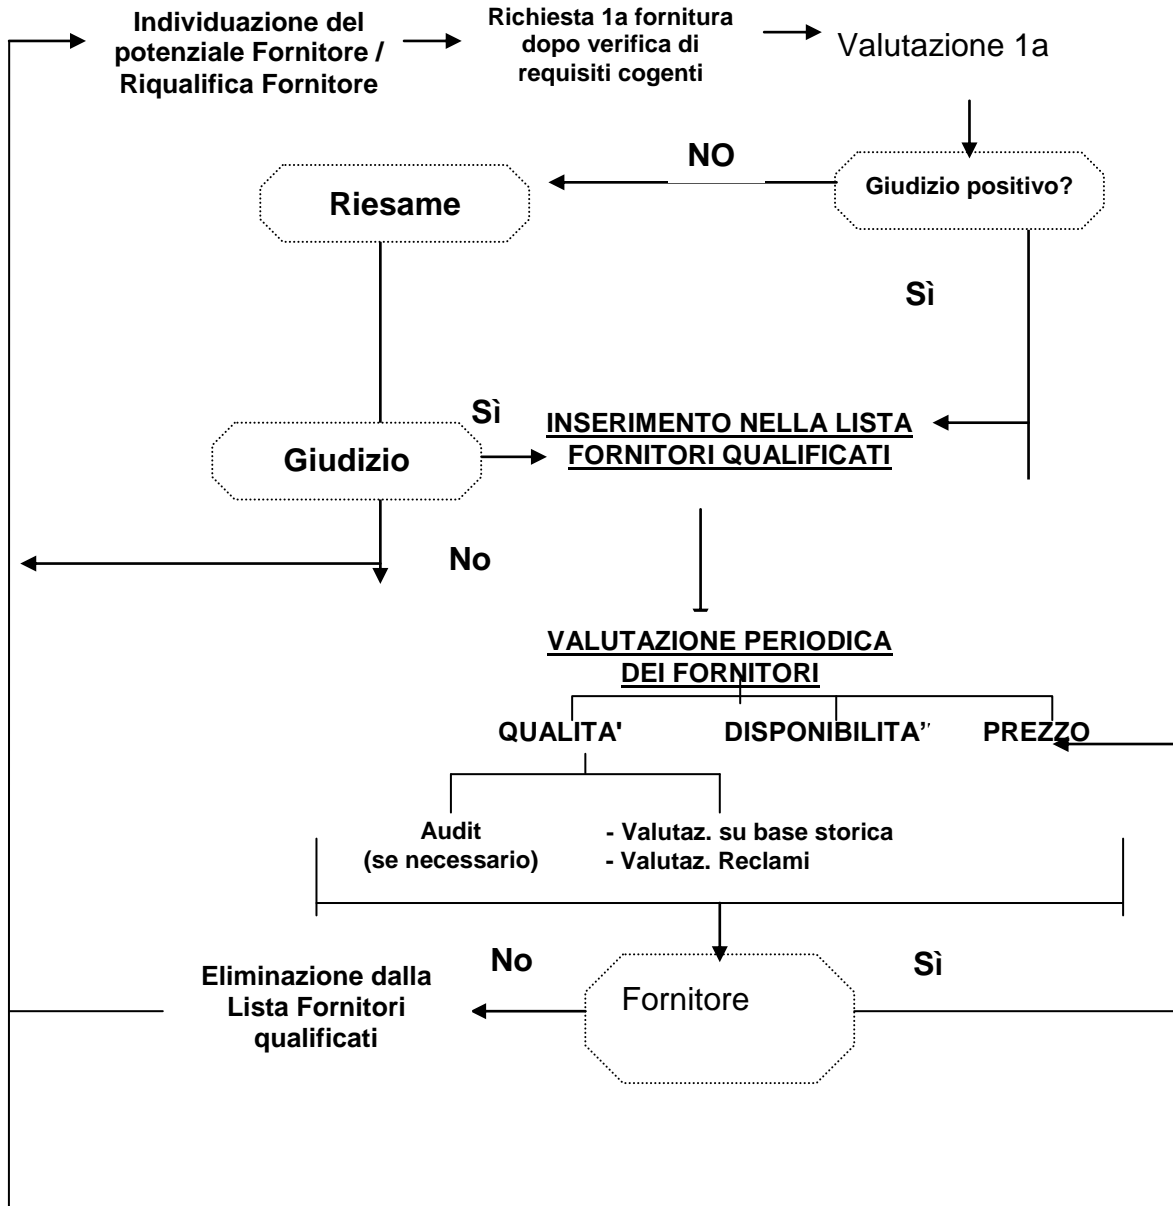 Individuazione del
potenziale Fornitore /
Riqualifica Fornitore
Richiesta 1a fornitura
dopo verifica di
requisiti cogenti
Valutazione 1a
NO
Giudizio positivo?
Riesame
Sì
Sì
INSERIMENTO NELLA LISTA
FORNITORI QUALIFICATI
Giudizio
No
VALUTAZIONE PERIODICA
DEI FORNITORI
QUALITA'
DISPONIBILITA’'
PREZZO
Audit
(se necessario)
- Valutaz. su base storica
- Valutaz. Reclami
No
Sì
Eliminazione dalla
Lista Fornitori
qualificati
Fornitore